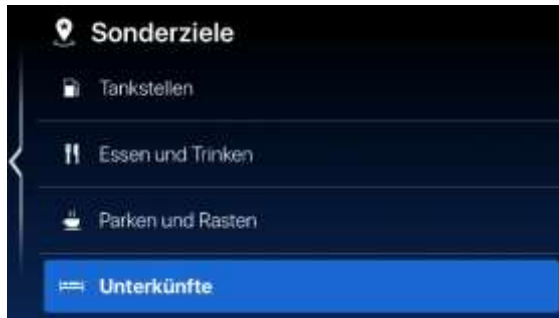 Sonderziele
Tankstellen
Essen und Trinken
Parken und Rasten
Unterkünfte